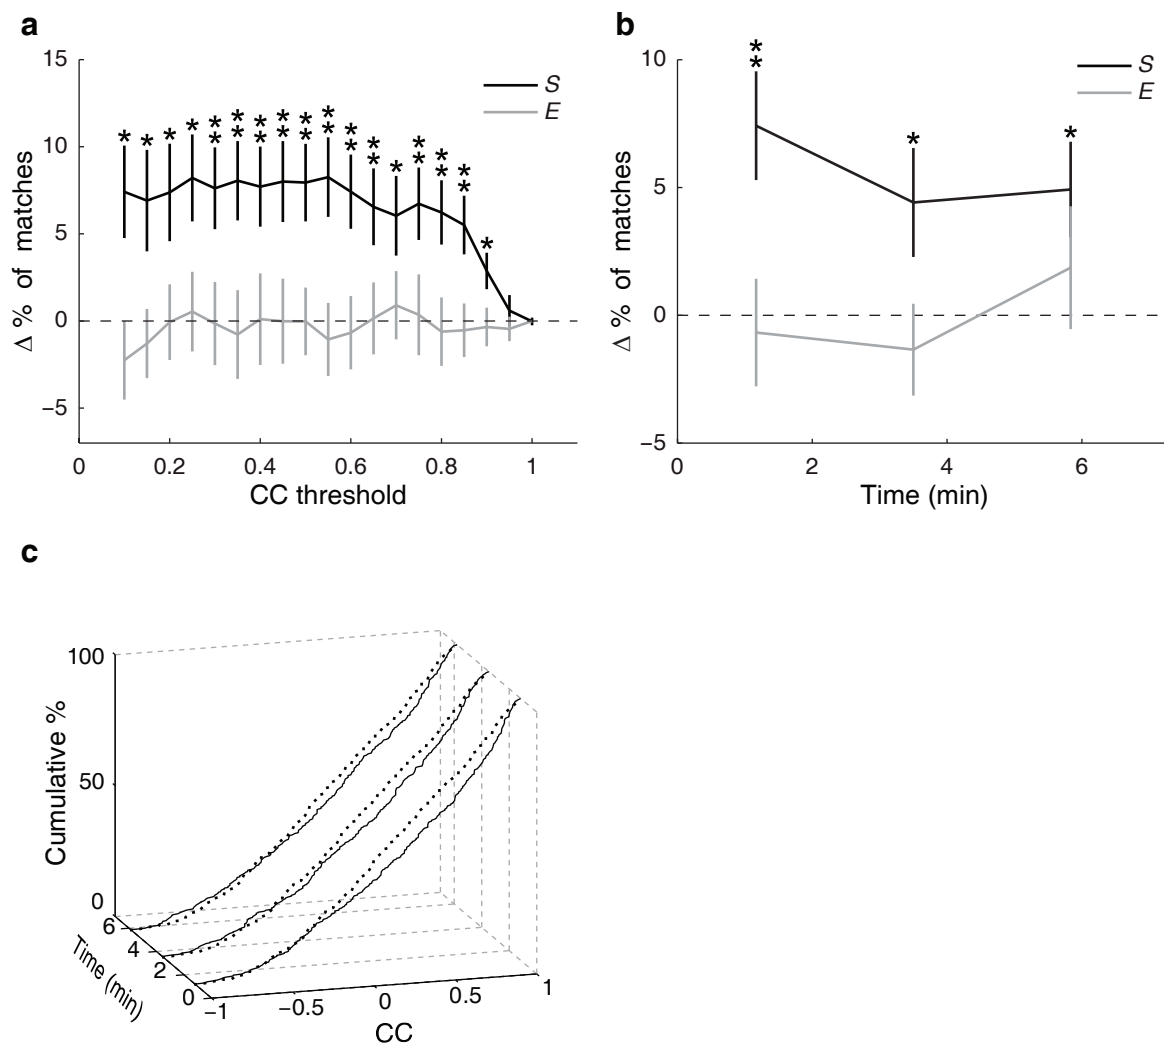 a
15
10
5
0
−5
Δ % of matches
S
E
* * * * ** ** ** ** ** ** ** ** * ** ** ** *
0 0.2 0.4 0.6 0.8 1
CC threshold
b
10
5
0
−5
Δ % of matches
S
E
** * *
0 2 4 6
Time (min)
c
100
50
0
Cumulative %
6
4
2
0
Time (min)
−1 −0.5 0 0.5 1
CC